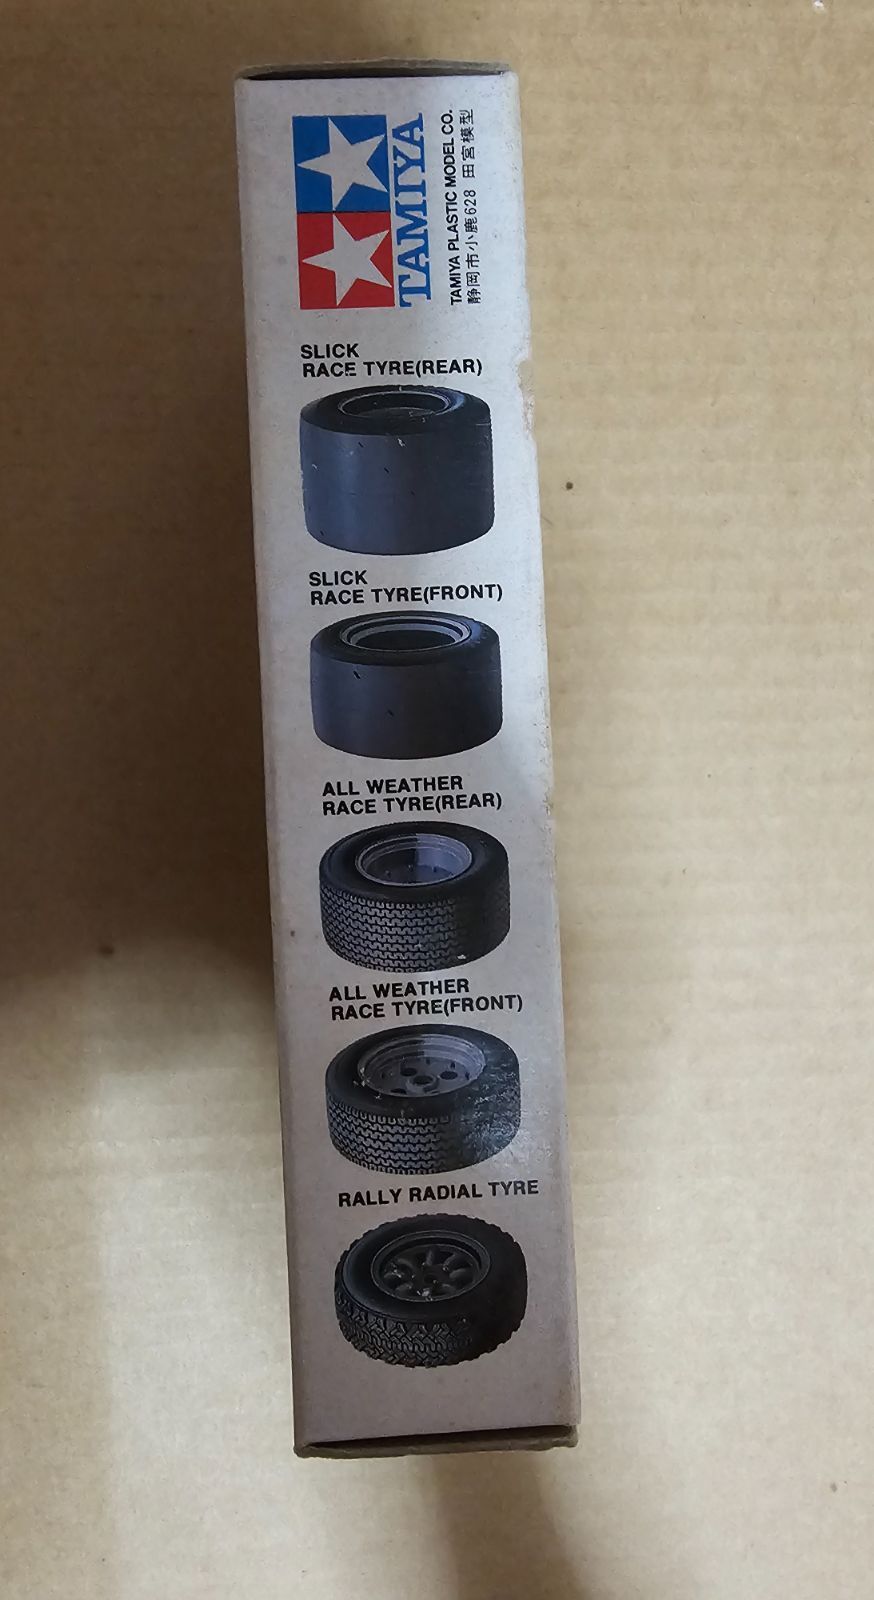 TAMIYA
TAMIYA PLASTIC MODEL CO.
静岡市小鹿628 田宮模型
SLICK
RACE TYRE(REAR)
SLICK
RACE TYRE(FRONT)
ALL WEATHER
RACE TYRE(REAR)
ALL WEATHER
RACE TYRE(FRONT)
RALLY RADIAL TYRE